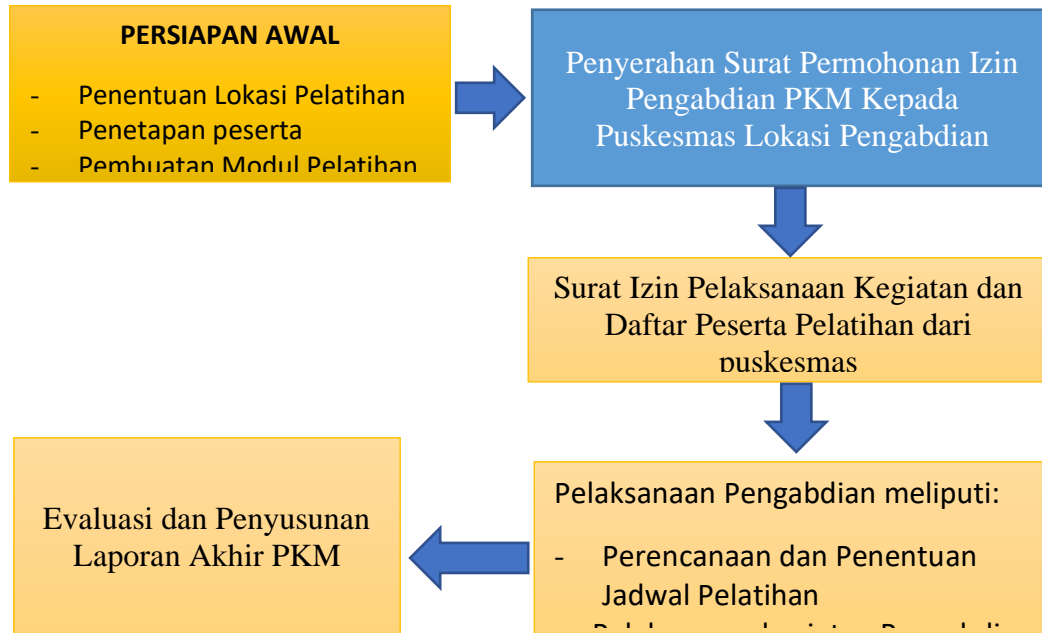 PERSIAPAN AWAL
- Penentuan Lokasi Pelatihan
- Penetapan peserta
- Pembuatan Modul Pelatihan
Penyerahan Surat Permohonan Izin
Pengabdian PKM Kepada
Puskesmas Lokasi Pengabdian
Surat Izin Pelaksanaan Kegiatan dan
Daftar Peserta Pelatihan dari
puskesmas
Pelaksanaan Pengabdian meliputi:
- Perencanaan dan Penentuan
Jadwal Pelatihan
Evaluasi dan Penyusunan
Laporan Akhir PKM